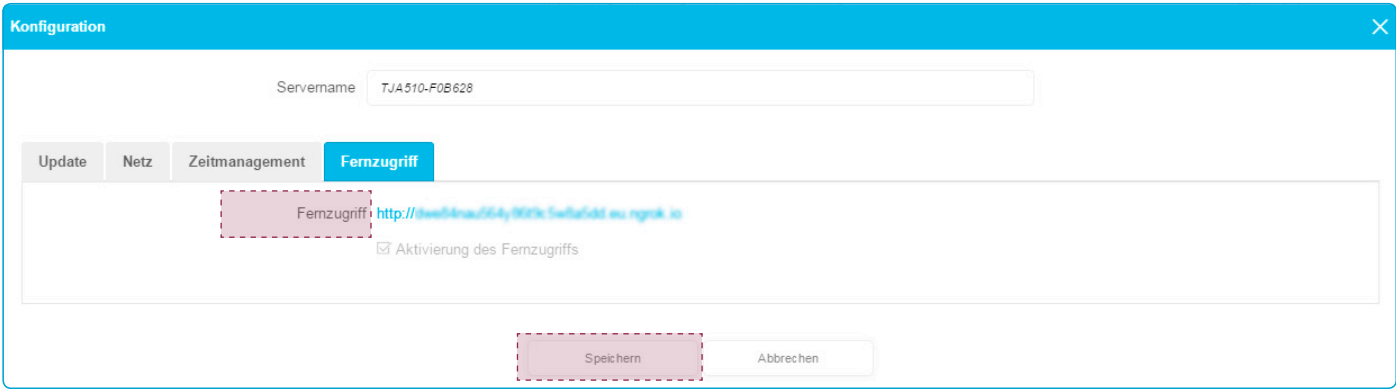 Konfiguration
Servername TJA510-F0B628
Update Netz Zeitmanagement Fernzugriff
Fernzugriff http://
Aktivierung des Fernzugriffs
Speichern Abbrechen